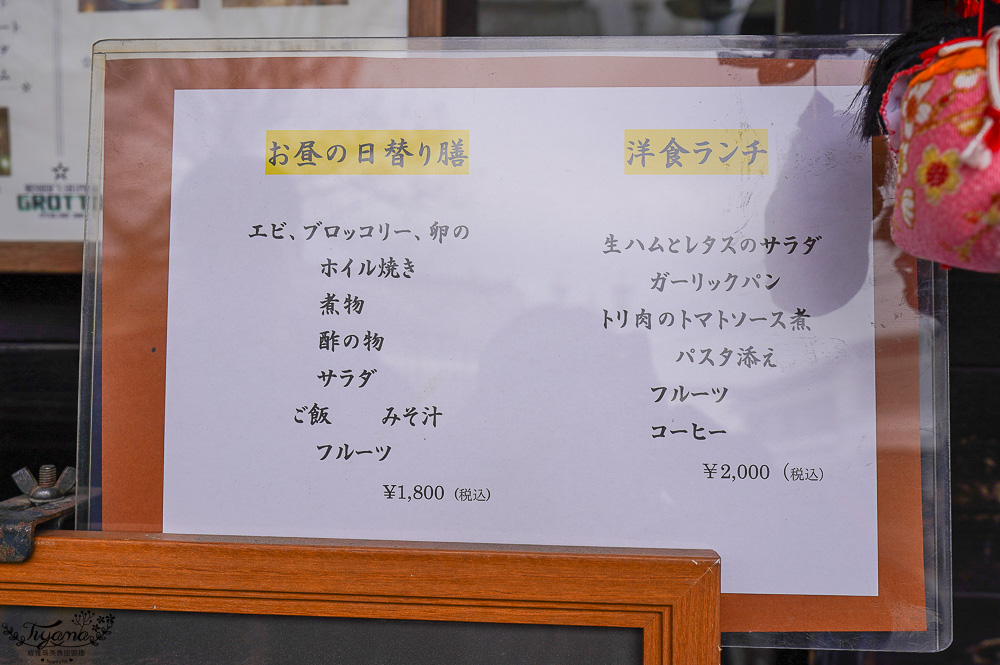 お昼の日替り膳
エビ、ブロッコリー、卵の
ホイル焼き
煮物
酢の物
サラダ
ご飯 みそ汁
フルーツ
¥1,800 (税込)
洋食ランチ
生ハムとレタスのサラダ
ガーリックパン
トリ肉のトマトソース煮
パスタ添え
フルーツ
コーヒー
¥2,000 (税込)
GROTTO
Tiyama